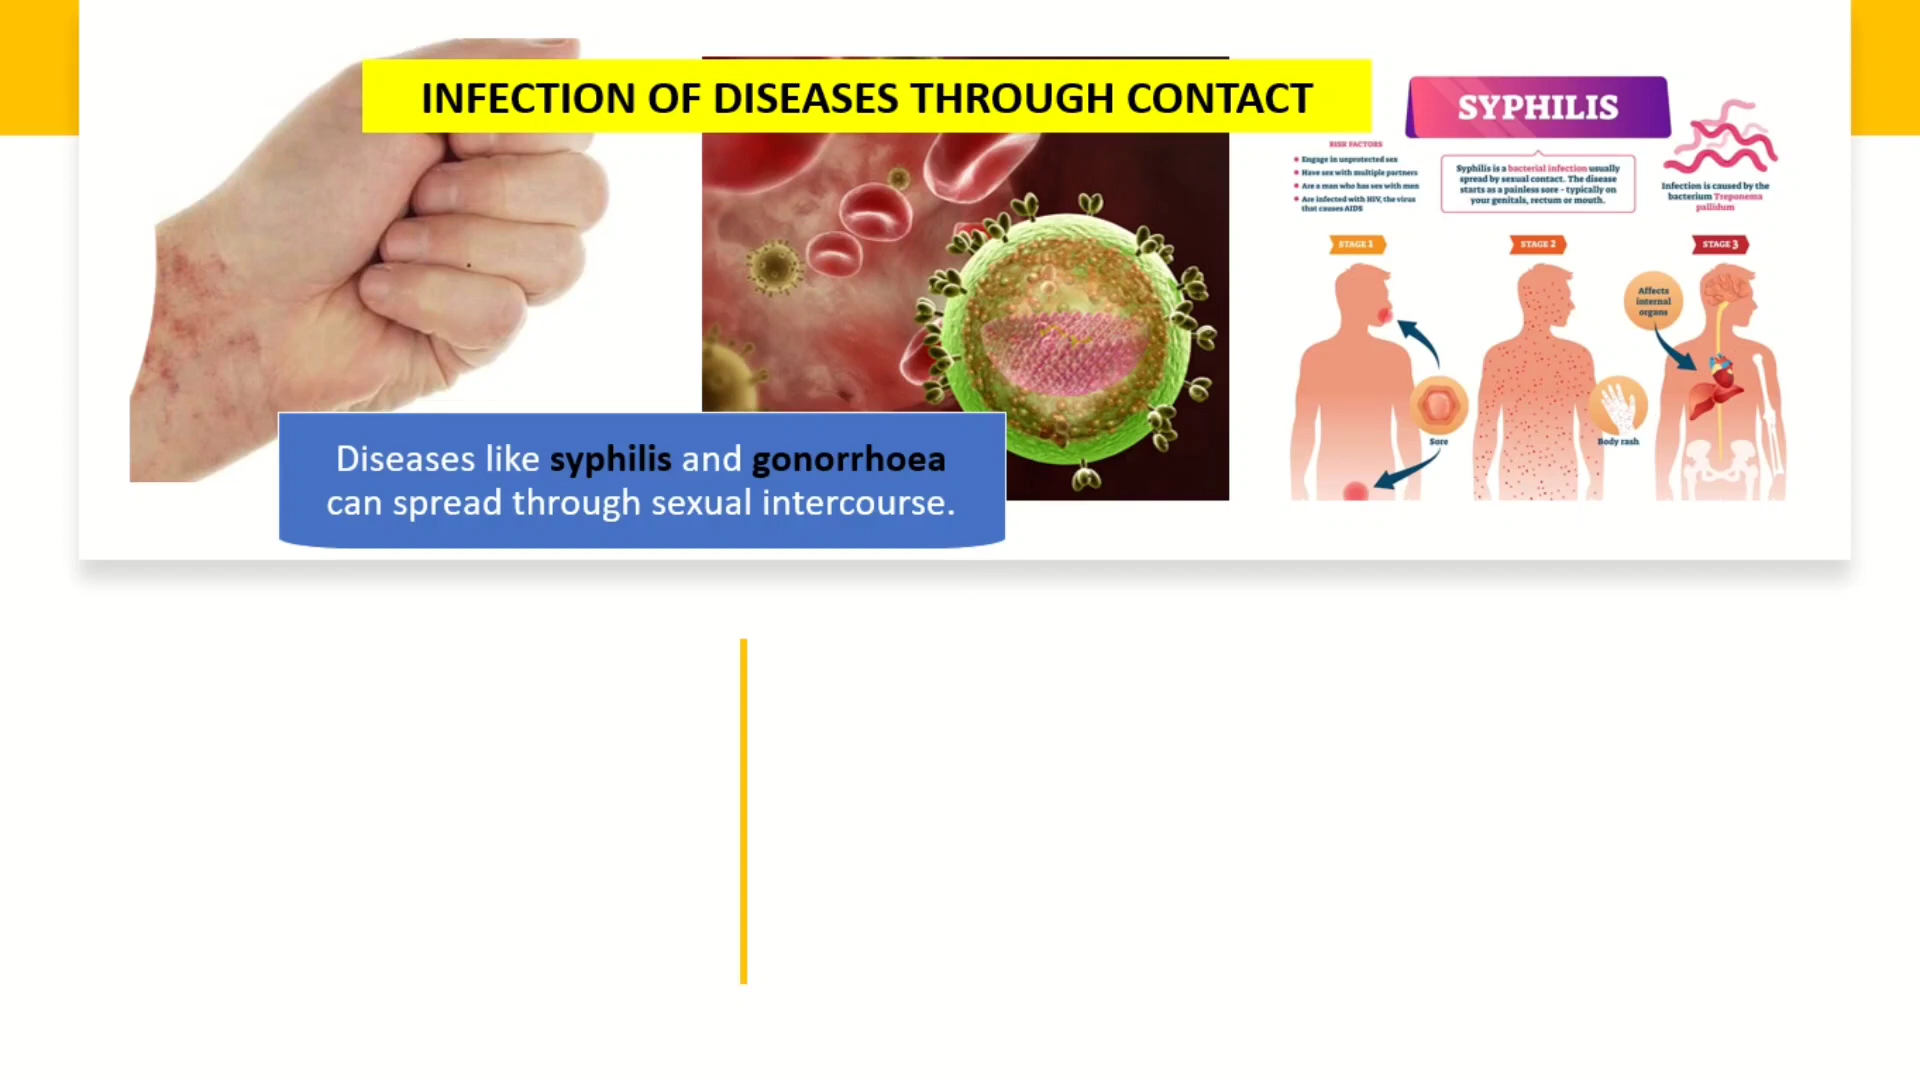 INFECTION OF DISEASES THROUGH CONTACT
Diseases like syphilis and gonorrhoea
can spread through sexual intercourse.
SYPHILIS
RISK FACTORS
Engage in unprotected sex
Have sex with multiple partners
Are a man who has sex with men
Are infected with HIV, the virus
that causes AIDS
Syphilis is a bacterial infection usually
spread by sexual contact. The disease
starts as a painless sore - typically on
your genitals, rectum or mouth.
Infection is caused by the
bacterium Treponema
pallidum
STAGE 1
STAGE 2
STAGE 3
Affects
internal
organs
Sore
Body rash